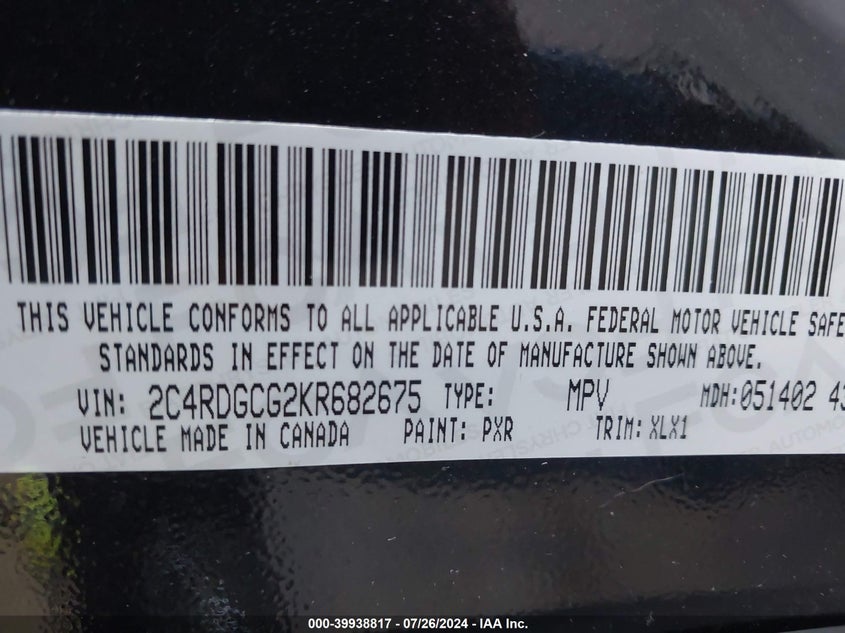 THIS VEHICLE CONFORMS TO ALL APPLICABLE U.S.A. FEDERAL MOTOR VEHICLE SAFE
STANDARDS IN EFFECT ON THE DATE OF MANUFACTURE SHOWN ABOVE.
VIN: 2C4RDGCG2KR682675 TYPE: MPV MDH:051402 43
VEHICLE MADE IN CANADA PAINT: PXR TRIM: XLX1
000-39938817 - 07/26/2024 - IAA Inc.